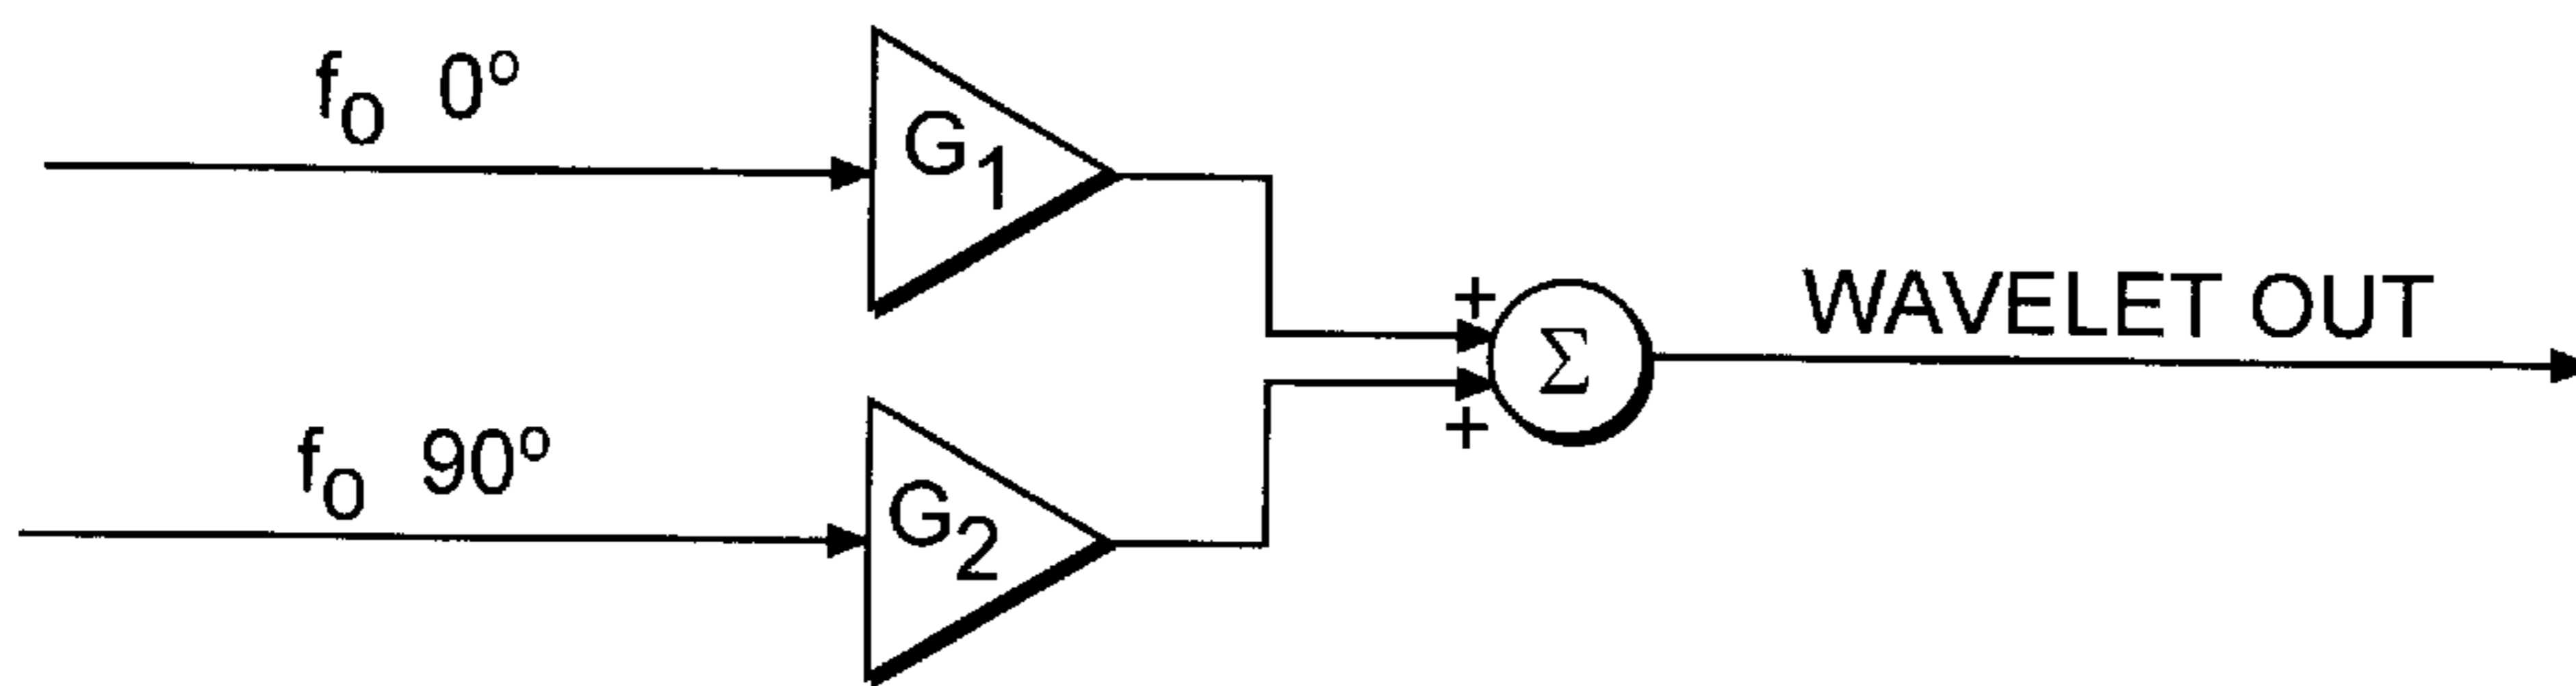 f₀ 0°
G₁
+
Σ
WAVELET OUT
+
f₀ 90°
G₂